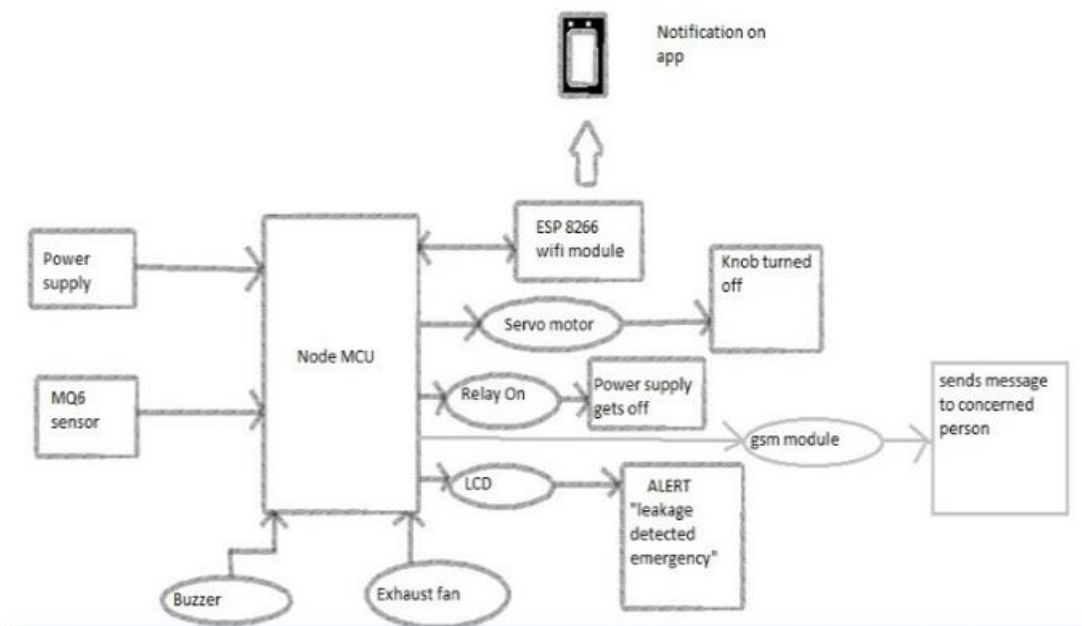 Notification on
app
ESP 8266
wifi module
Power
supply
Knob turned
off
Servo motor
Node MCU
MQ6
sensor
Relay On
Power supply
gets off
sends message
to concerned
person
gsm module
LCD
ALERT
"leakage
detected
emergency"
Buzzer
Exhaust fan